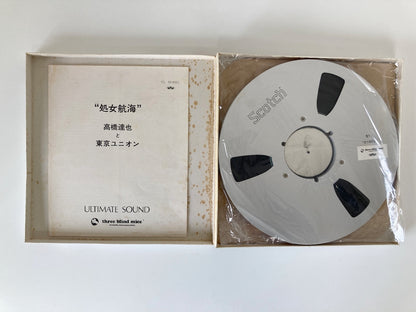 “処女航海”
高橋達也
と
東京ユニオン
ULTIMATE SOUND
three blind mice
Scotch